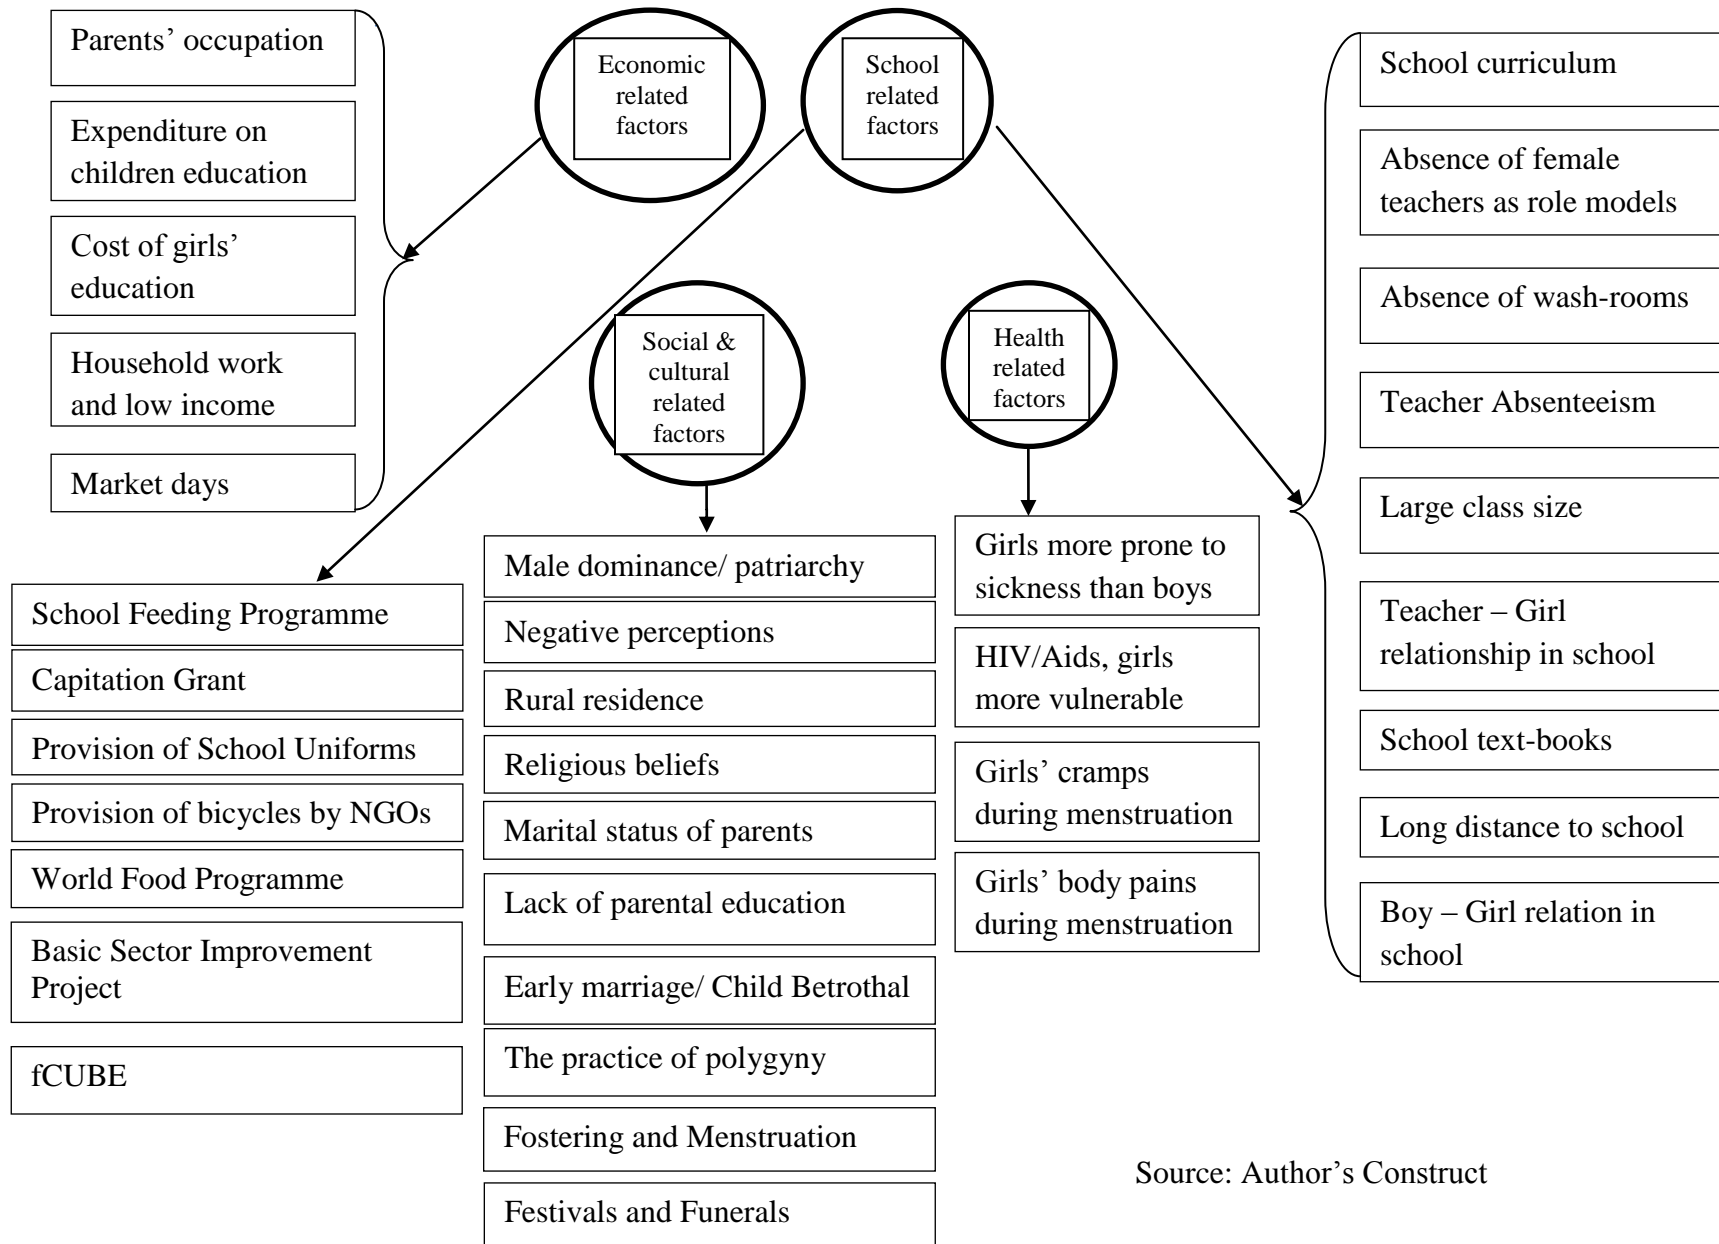 Parents’ occupation
Expenditure on
children education
Cost of girls’
education
Household work
and low income
Market days
Economic
related
factors
School
related
factors
Social &
cultural
related
factors
Health
related
factors
School Feeding Programme
Capitation Grant
Provision of School Uniforms
Provision of bicycles by NGOs
World Food Programme
Basic Sector Improvement
Project
fCUBE
Male dominance/ patriarchy
Negative perceptions
Rural residence
Religious beliefs
Marital status of parents
Lack of parental education
Early marriage/ Child Betrothal
The practice of polygyny
Fostering and Menstruation
Festivals and Funerals
Girls more prone to
sickness than boys
HIV/Aids, girls
more vulnerable
Girls’ cramps
during menstruation
Girls’ body pains
during menstruation
School curriculum
Absence of female
teachers as role models
Absence of wash-rooms
Teacher Absenteeism
Large class size
Teacher – Girl
relationship in school
School text-books
Long distance to school
Boy – Girl relation in
school
Source: Author’s Construct